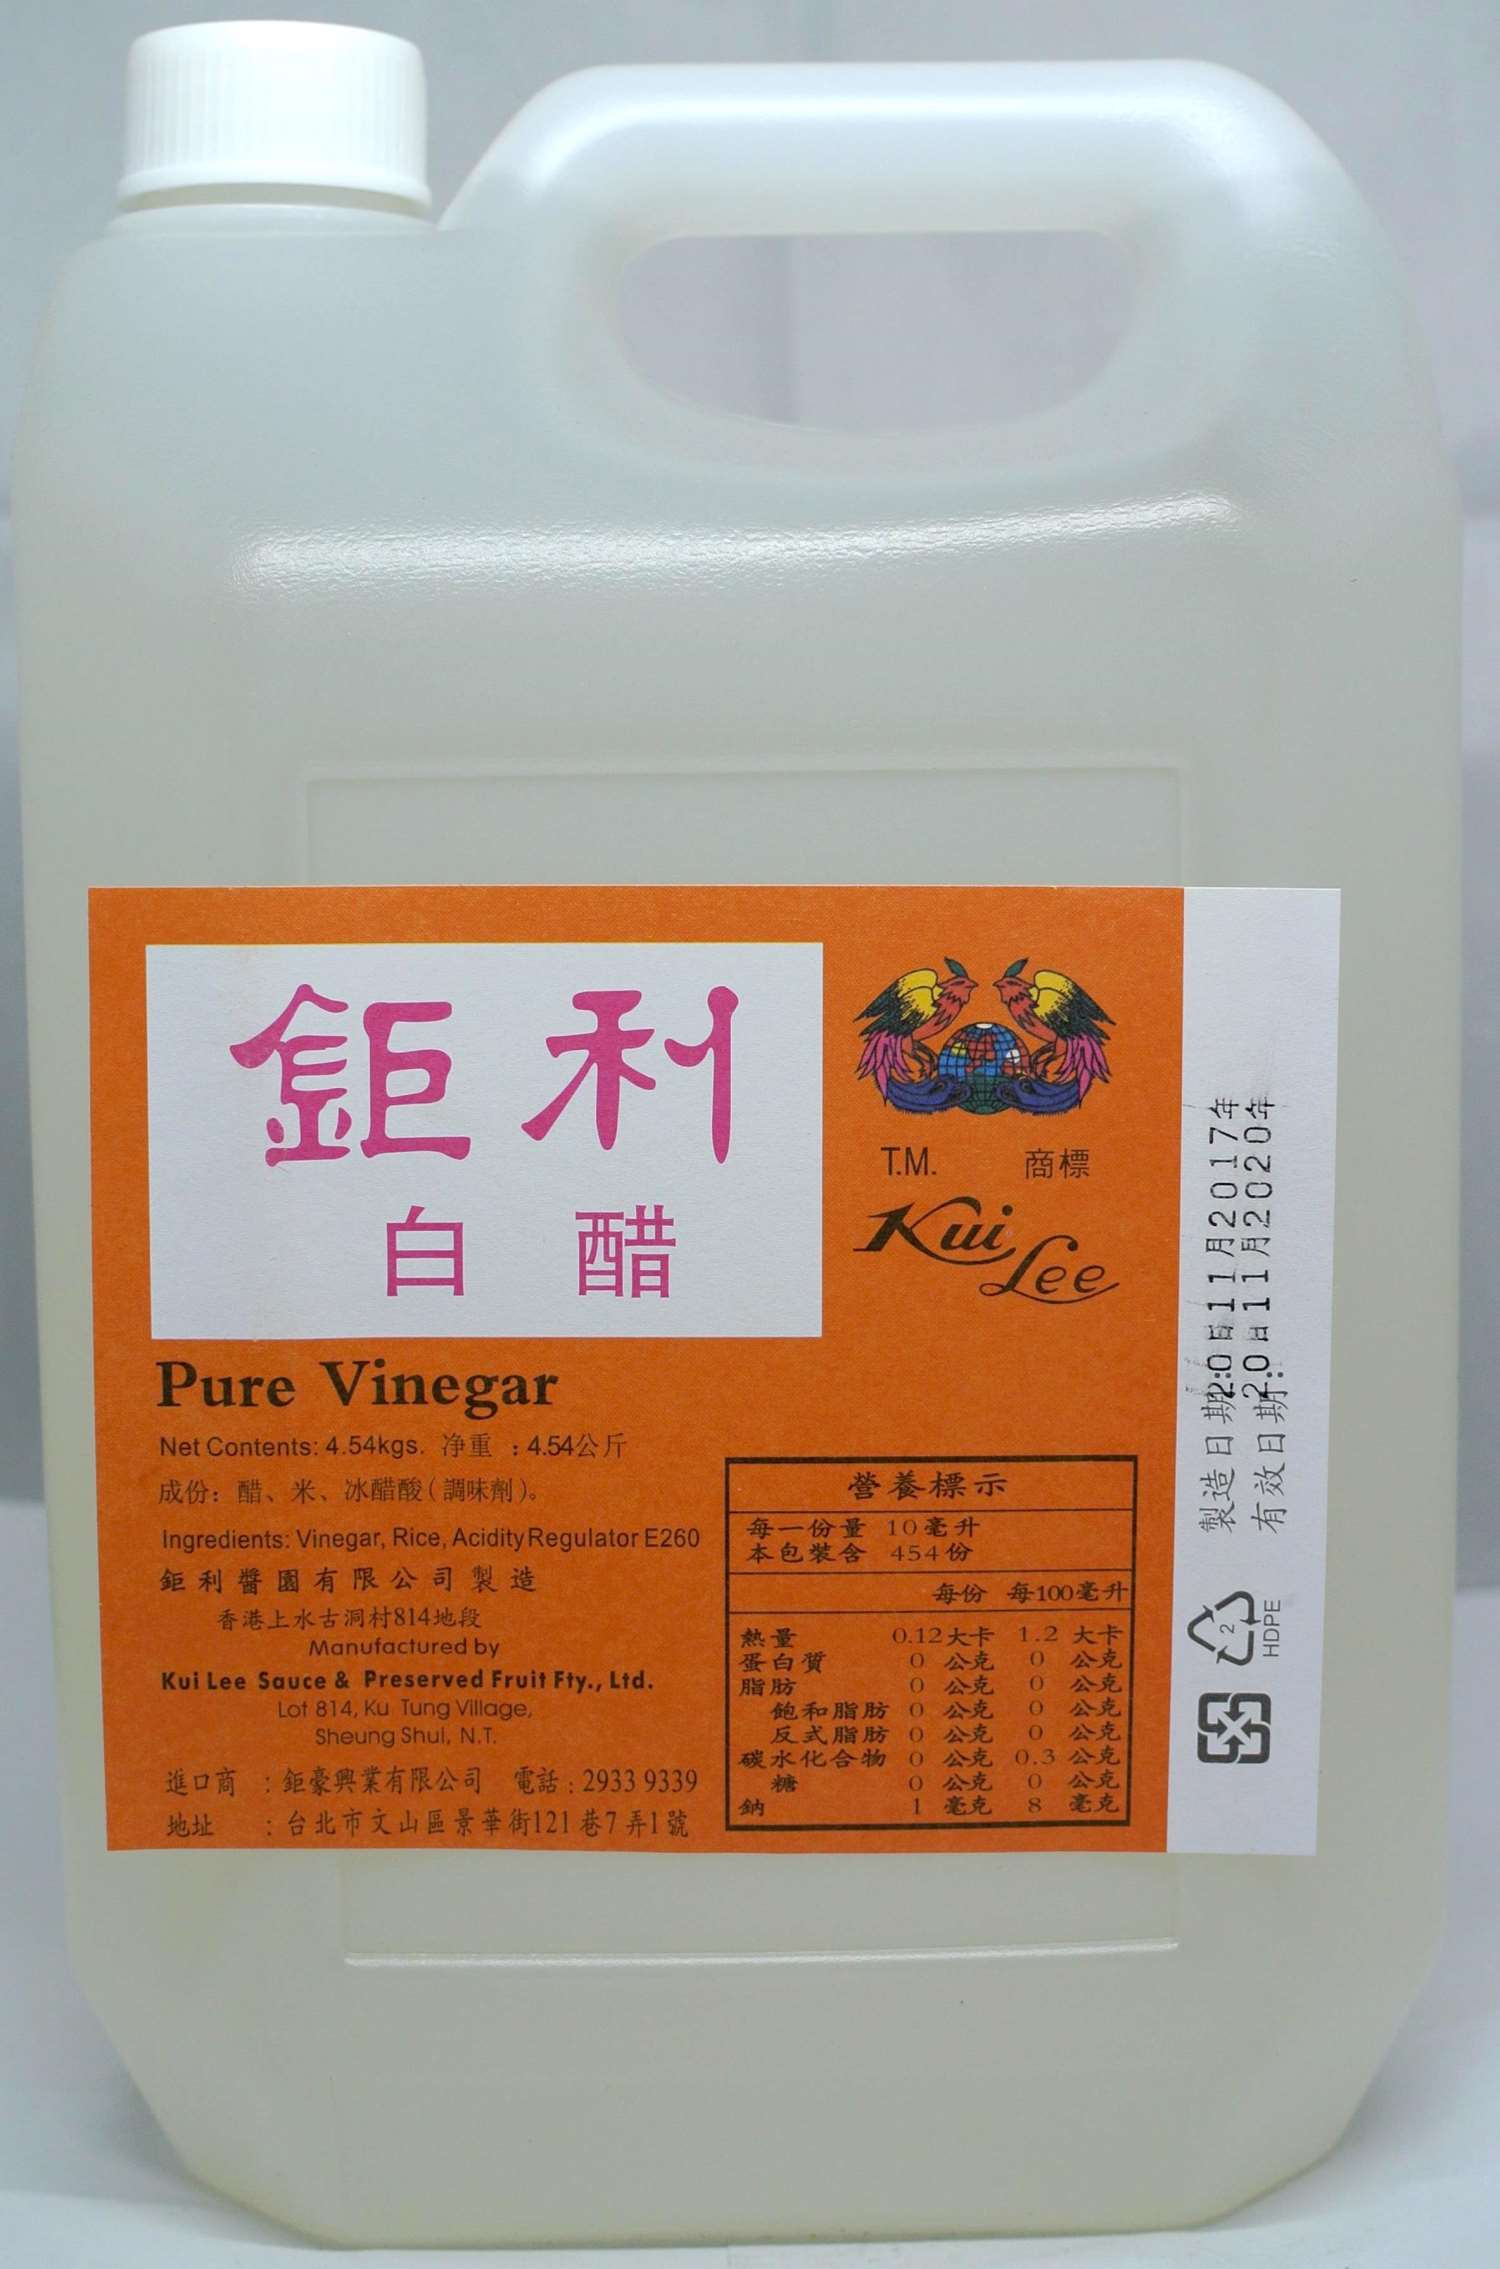 鉅利
白醋
T.M. 商標
Kui Lee
Pure Vinegar
Net Contents: 4.54kgs. 净重 : 4.54公斤
成份: 醋、米、冰醋酸(調味劑)。
Ingredients: Vinegar, Rice, Acidity Regulator E260
鉅利醬園有限公司製造
香港上水古洞村814地段
Manufactured by
Kui Lee Sauce & Preserved Fruit Fty., Ltd.
Lot 814, Ku Tung Village,
Sheung Shui, N.T.
進口商 : 鉅豪興業有限公司 電話 : 2933 9339
地址 : 台北市文山區景華街121巷7弄1號
營養標示
每一份量 10毫升
本包裝含 454份
每份 每100毫升
熱量 0.12大卡 1.2 大卡
蛋白質 0 公克 0 公克
脂肪 0 公克 0 公克
飽和脂肪 0 公克 0 公克
反式脂肪 0 公克 0 公克
碳水化合物 0 公克 0.3 公克
糖 0 公克 0 公克
鈉 1 毫克 8 毫克
製造日期:20日11月2017年
有效日期:20日11月2020年
2
HDPE